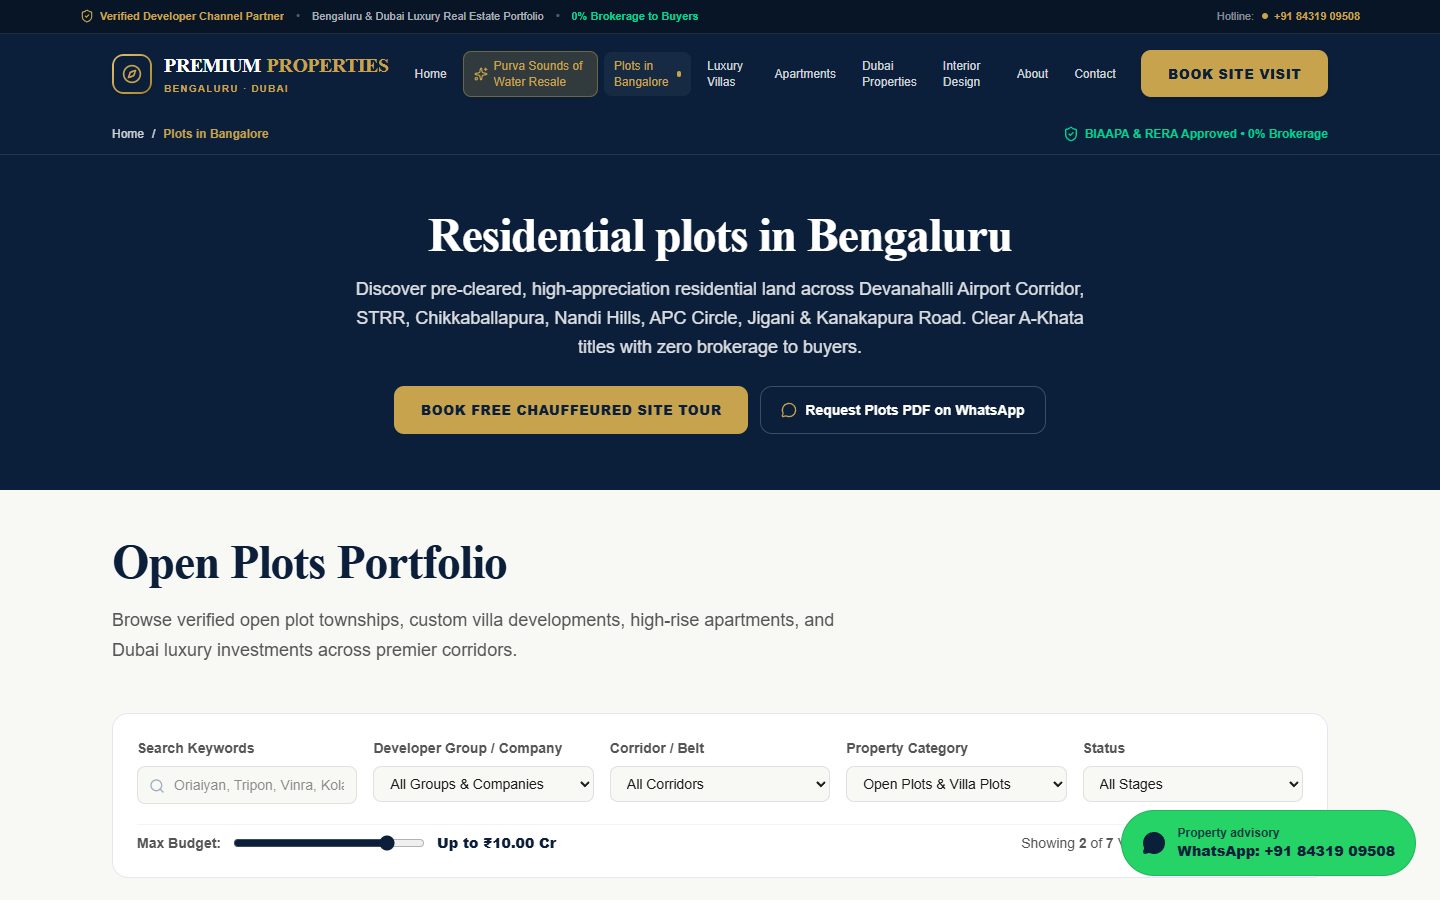 Verified Developer Channel Partner • Bengaluru & Dubai Luxury Real Estate Portfolio • 0% Brokerage to Buyers
Hotline: • +91 84319 09508
PREMIUM PROPERTIES
BENGALURU · DUBAI
Home
Purva Sounds of
Water Resale
Plots in
Bangalore
Luxury
Villas
Apartments
Dubai
Properties
Interior
Design
About
Contact
BOOK SITE VISIT
Home / Plots in Bangalore
BIAAPA & RERA Approved • 0% Brokerage
Residential plots in Bengaluru
Discover pre-cleared, high-appreciation residential land across Devanahalli Airport Corridor,
STRR, Chikkaballapura, Nandi Hills, APC Circle, Jigani & Kanakapura Road. Clear A-Khata
titles with zero brokerage to buyers.
BOOK FREE CHAUFFEURED SITE TOUR
Request Plots PDF on WhatsApp
Open Plots Portfolio
Browse verified open plot townships, custom villa developments, high-rise apartments, and
Dubai luxury investments across premier corridors.
Search Keywords
Oriaiyan, Tripon, Vinra, Kola
Developer Group / Company
All Groups & Companies
Corridor / Belt
All Corridors
Property Category
Open Plots & Villa Plots
Status
All Stages
Max Budget:
Up to ₹10.00 Cr
Showing 2 of 7
Property advisory
WhatsApp: +91 84319 09508